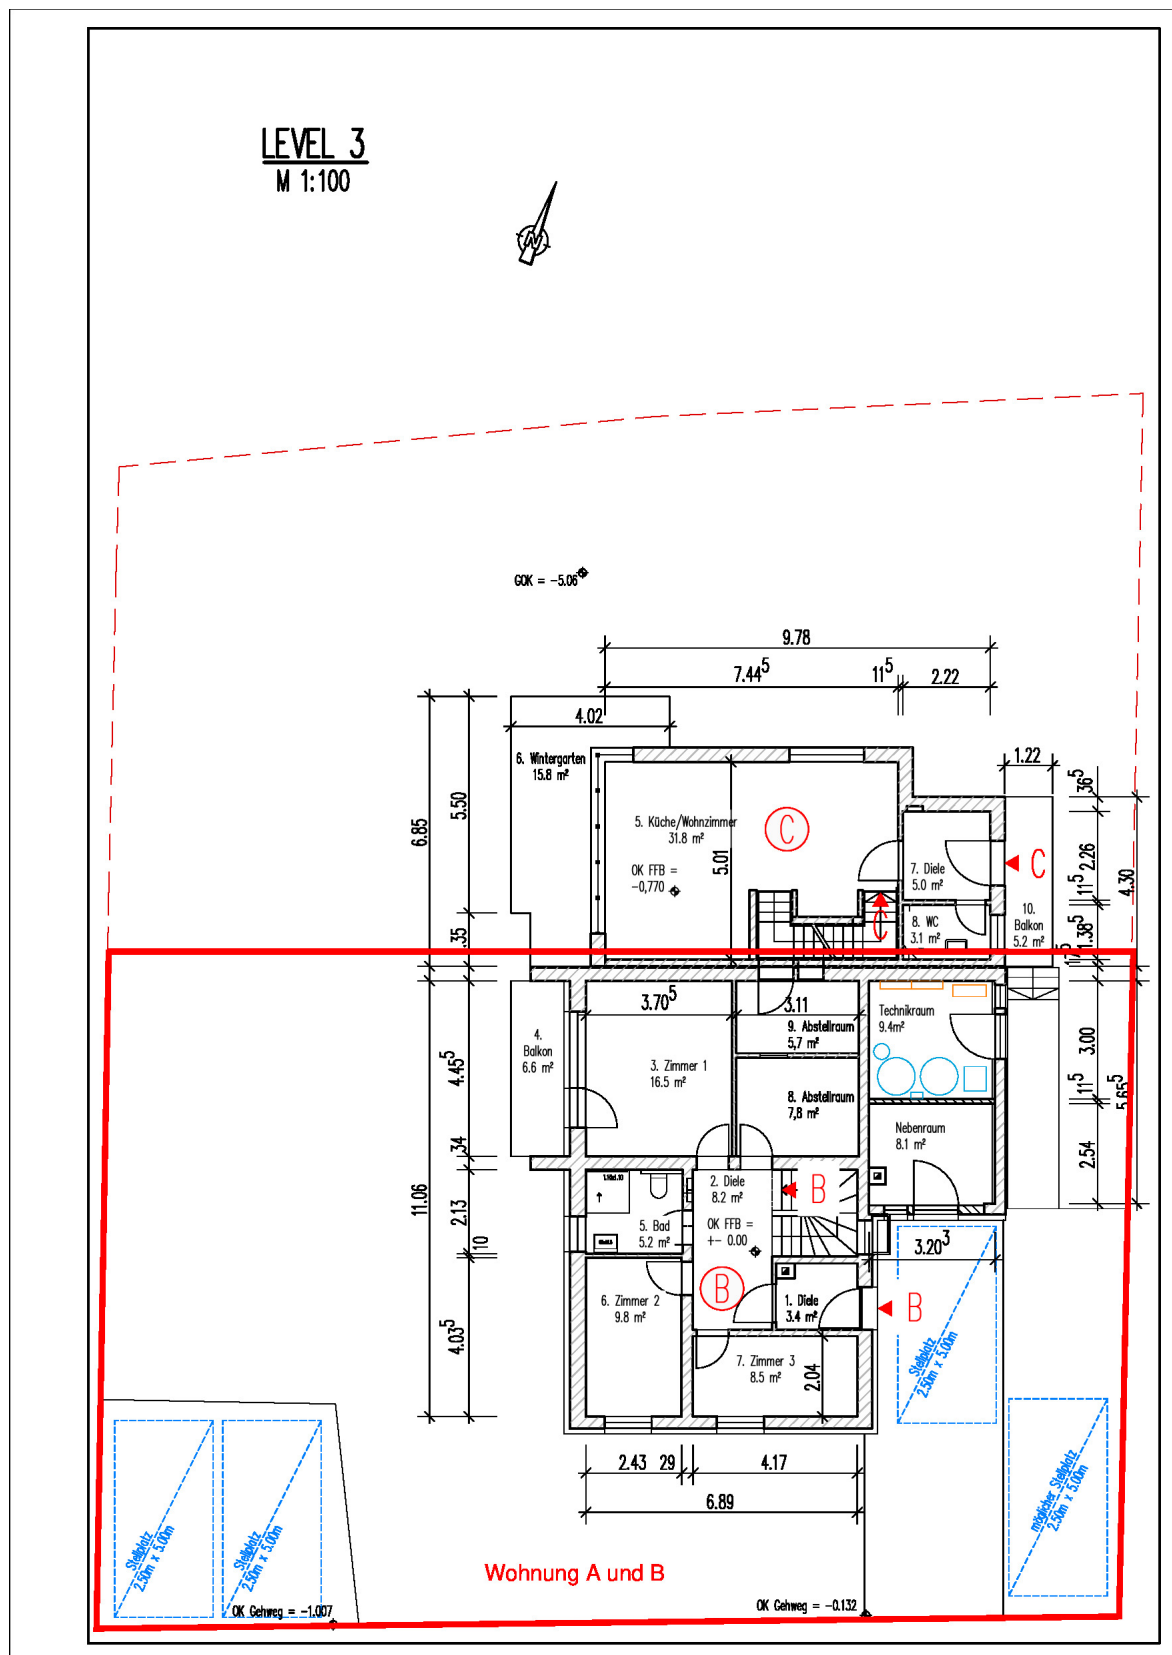 LEVEL 3
M 1:100
N
GOK = -5.06
9.78
7.44⁵
11⁵
2.22
4.02
6. Wintergarten
15.8 m²
1.22
36⁵
5.50
6.85
5. Küche/Wohnzimmer
31.8 m²
C
5.01
OK FFB =
-0,770
7. Diele
5.0 m²
C
2.26
4.30
11⁵
8. WC
3.1 m²
C
10.
Balkon
5.2 m²
1.38⁵
.35
3.70⁵
3.11
Technikraum
9.4m²
9. Abstellraum
5,7 m²
4.
Balkon
6.6 m²
3. Zimmer 1
16.5 m²
3.00
4.45⁵
8. Abstellraum
7,8 m²
11⁵
5.65⁵
Nebenraum
8.1 m²
34
2.54
2. Diele
8.2 m²
B
11.06
2.13
5. Bad
5.2 m²
OK FFB =
+- 0.00
10
3.20³
B
6. Zimmer 2
9.8 m²
1. Diele
3.4 m²
B
4.03⁵
7. Zimmer 3
8.5 m²
2.04
Stellplatz
2.50m x 5.00m
2.43
29
4.17
6.89
Stellplatz
2.50m x 5.00m
Stellplatz
2.50m x 5.00m
möglicher Stellplatz
2.50m x 5.00m
Wohnung A und B
OK Gehweg = -1.007
OK Gehweg = -0.132